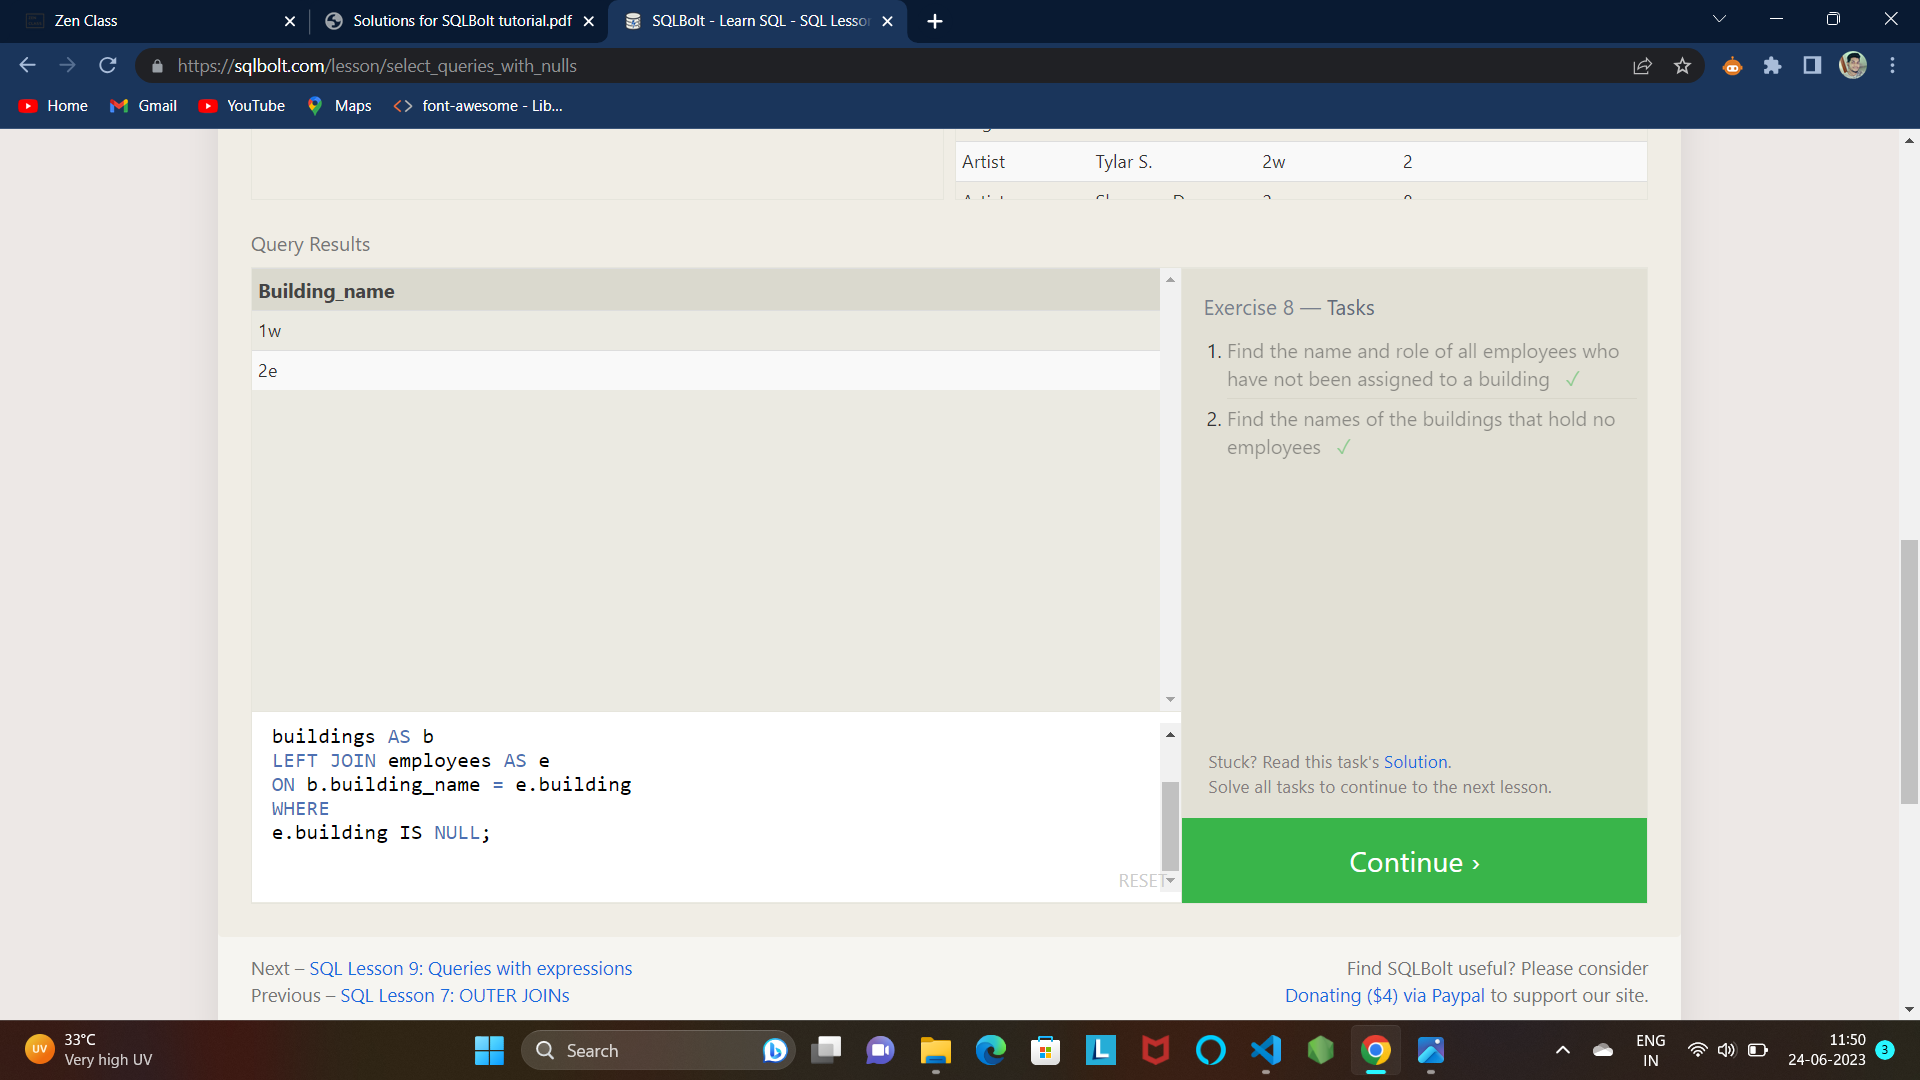 Zen Class
Solutions for SQLBolt tutorial.pdf
SQLBolt - Learn SQL - SQL Lesso
https://sqlbolt.com/lesson/select_queries_with_nulls
Home Gmail YouTube Maps font-awesome - Lib...
Artist Tylar S. 2w 2
Query Results
Building_name
1w
2e
Exercise 8 — Tasks
1. Find the name and role of all employees who
have not been assigned to a building ✓
2. Find the names of the buildings that hold no
employees ✓
buildings AS b
LEFT JOIN employees AS e
ON b.building_name = e.building
WHERE
e.building IS NULL;
RESET
Stuck? Read this task's Solution.
Solve all tasks to continue to the next lesson.
Continue ›
Next – SQL Lesson 9: Queries with expressions
Previous – SQL Lesson 7: OUTER JOINs
Find SQLBolt useful? Please consider
Donating ($4) via Paypal to support our site.
UV
33°C
Very high UV
Search
L
ENG
IN
11:50
24-06-2023
3